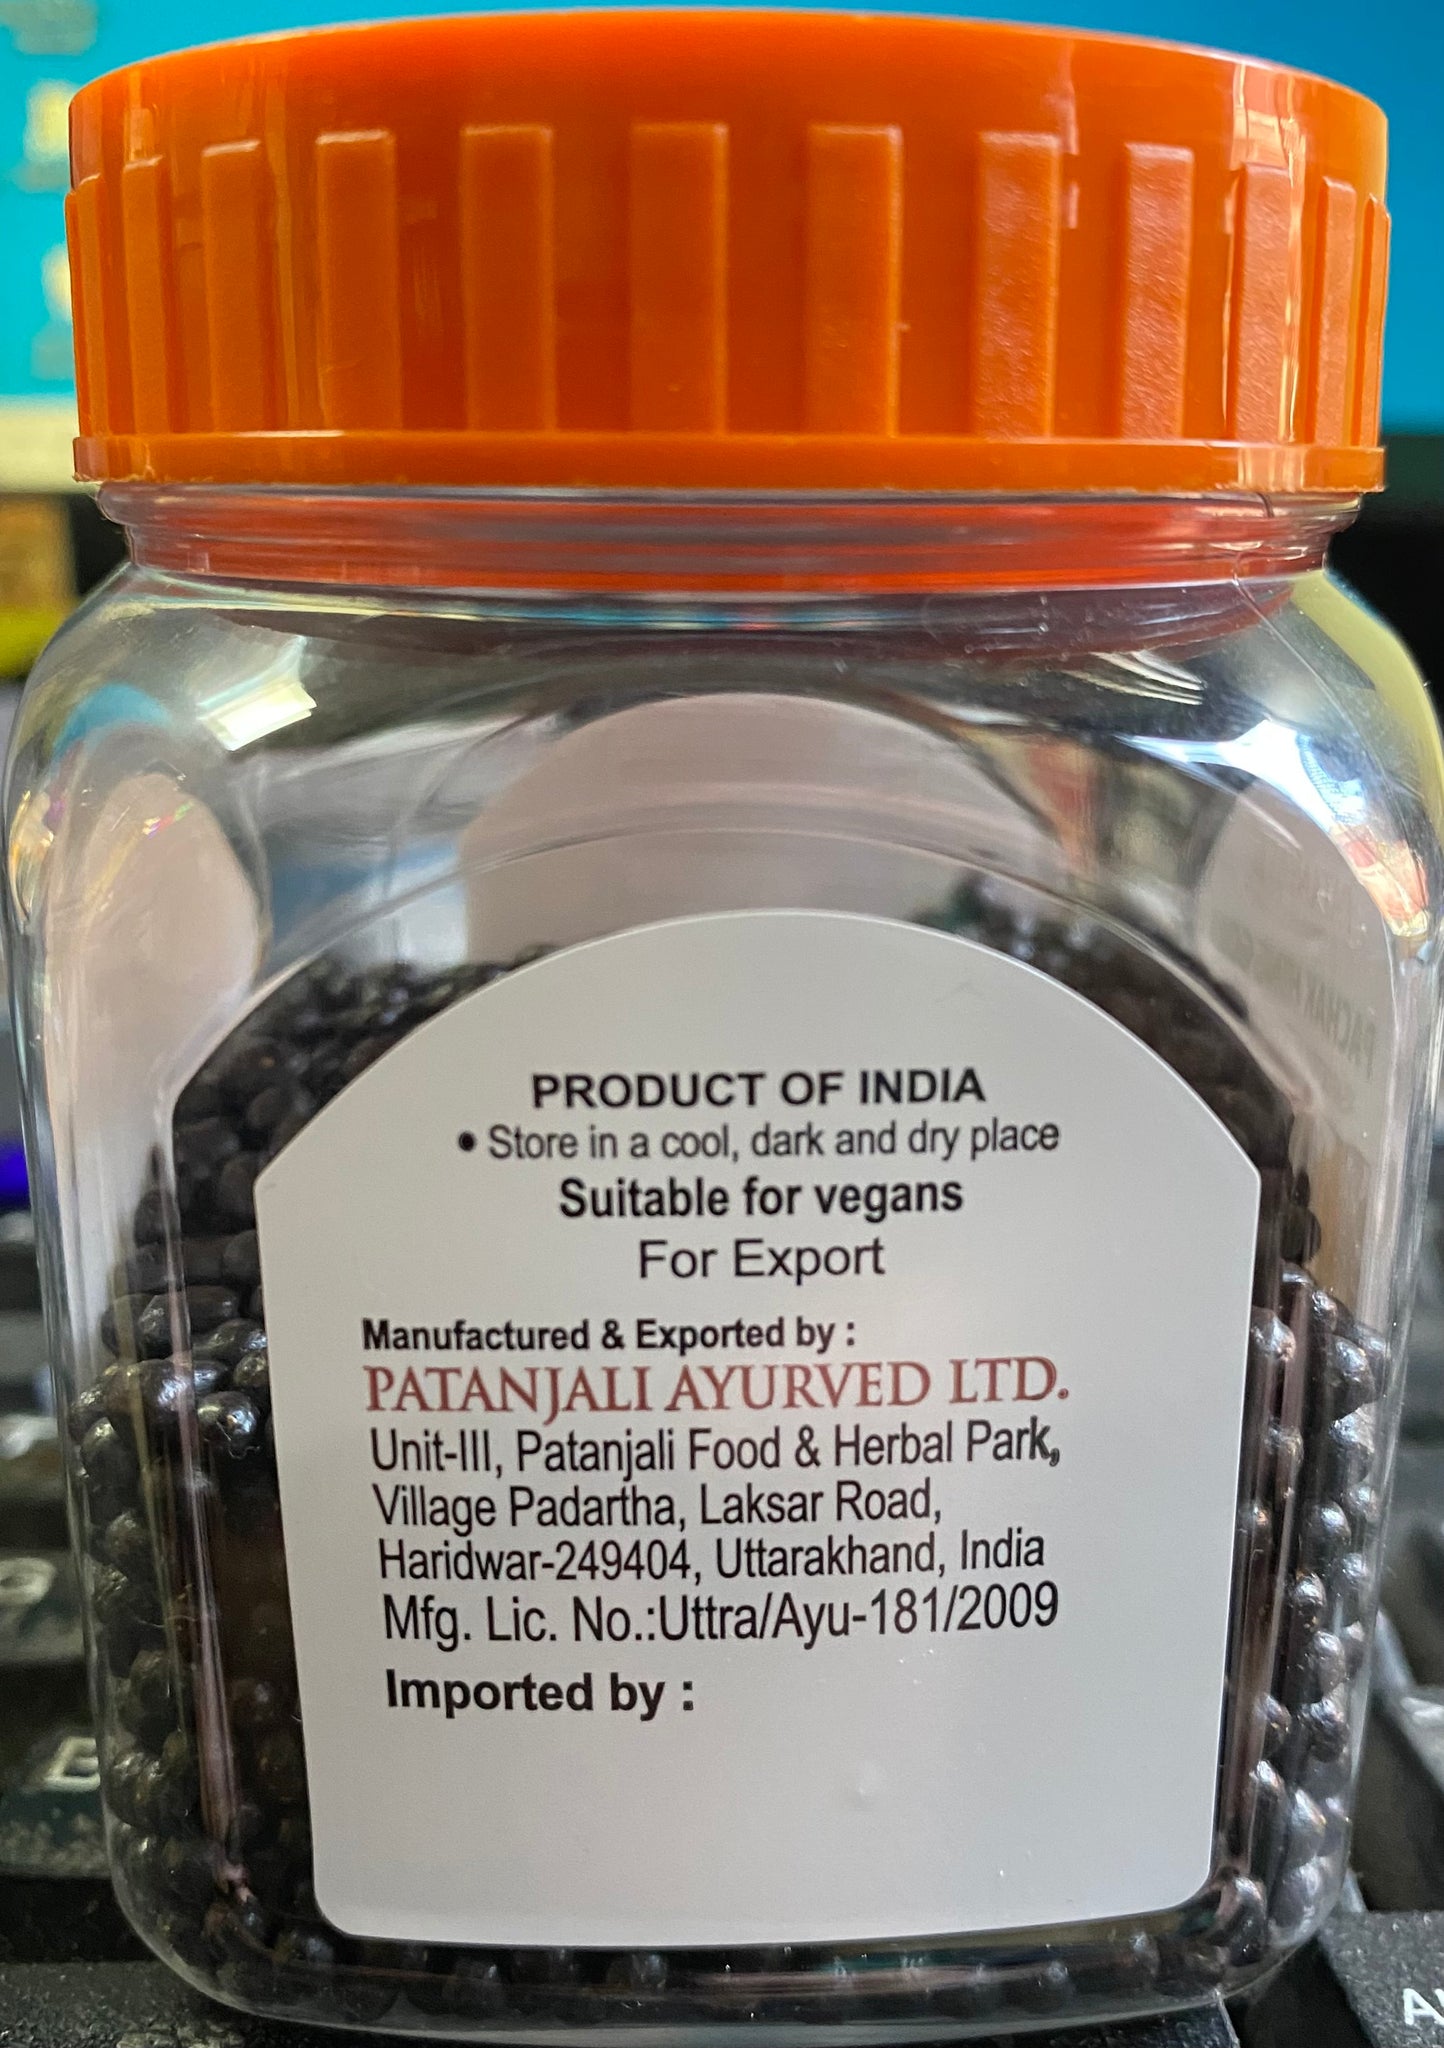 PRODUCT OF INDIA
• Store in a cool, dark and dry place
Suitable for vegans
For Export
Manufactured & Exported by :
PATANJALI AYURVED LTD.
Unit-III, Patanjali Food & Herbal Park,
Village Padartha, Laksar Road,
Haridwar-249404, Uttarakhand, India
Mfg. Lic. No.:Uttra/Ayu-181/2009
Imported by :
B